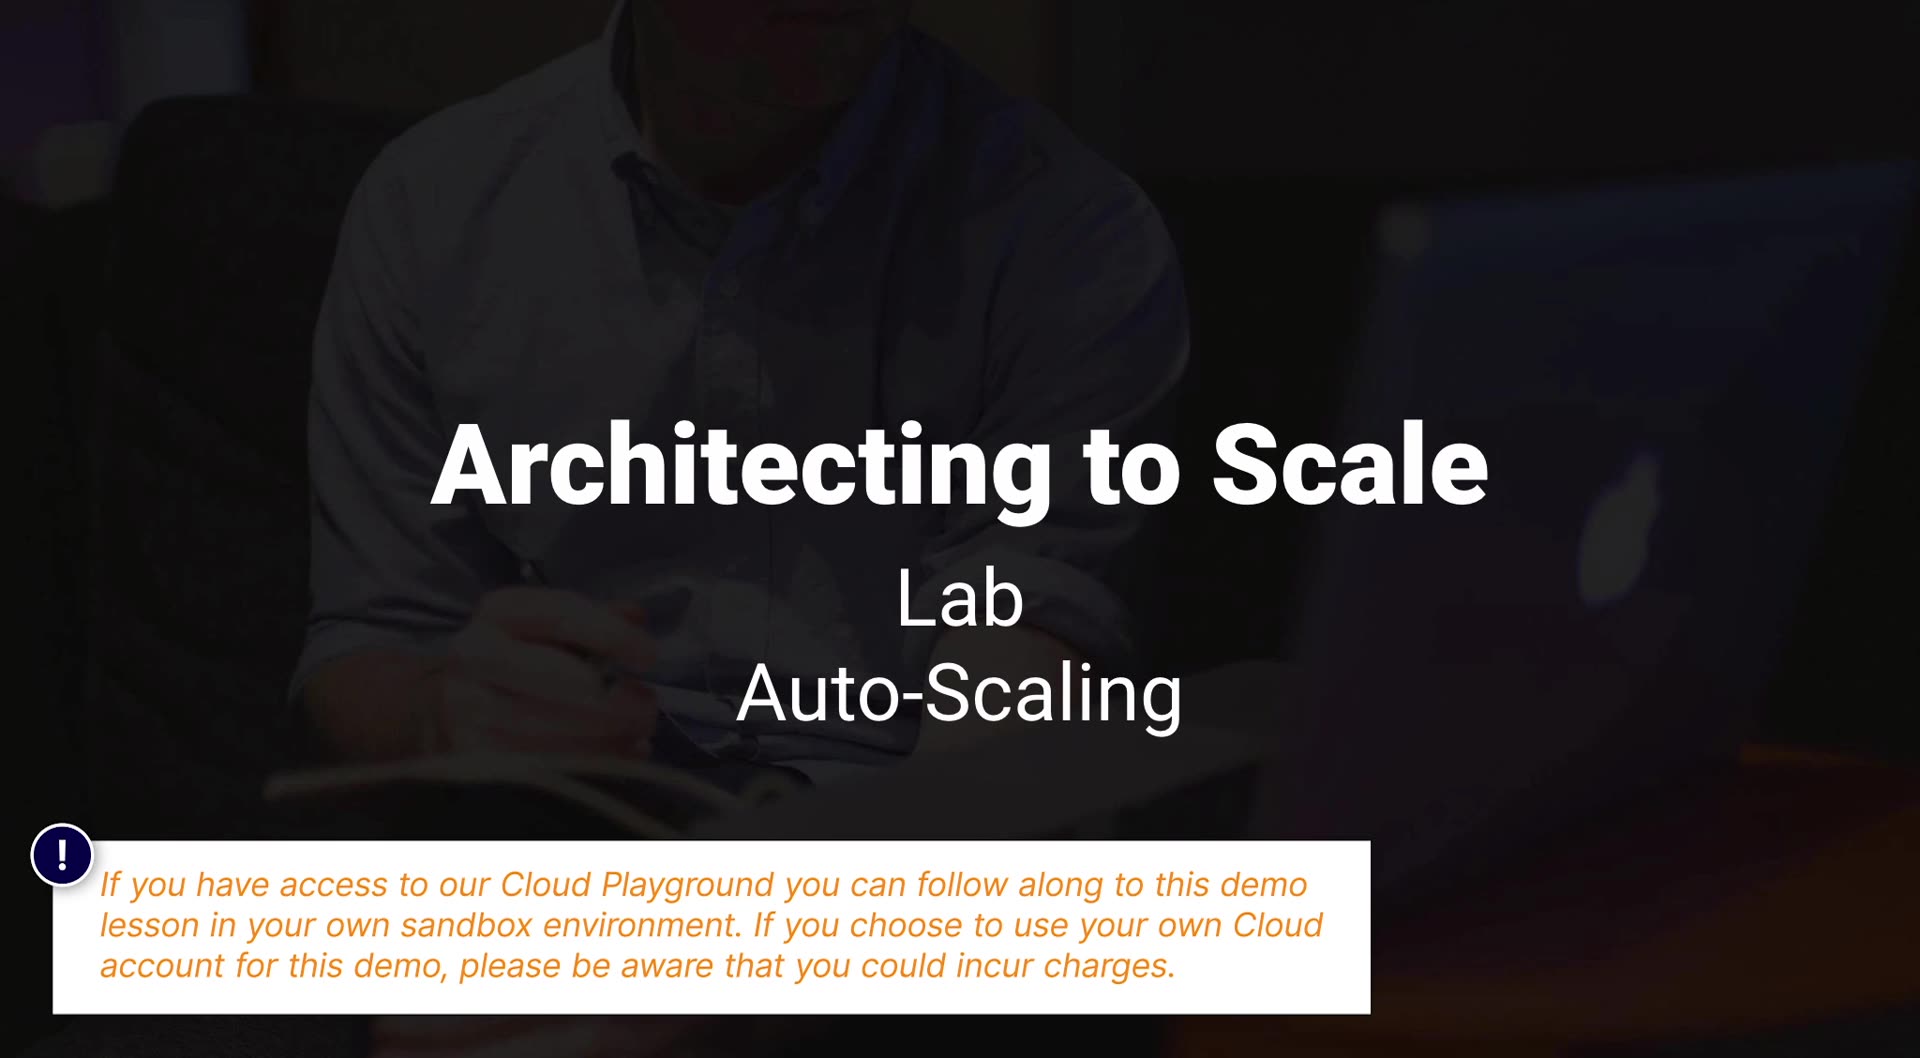 Architecting to Scale
Lab
Auto-Scaling
!
If you have access to our Cloud Playground you can follow along to this demo
lesson in your own sandbox environment. If you choose to use your own Cloud
account for this demo, please be aware that you could incur charges.